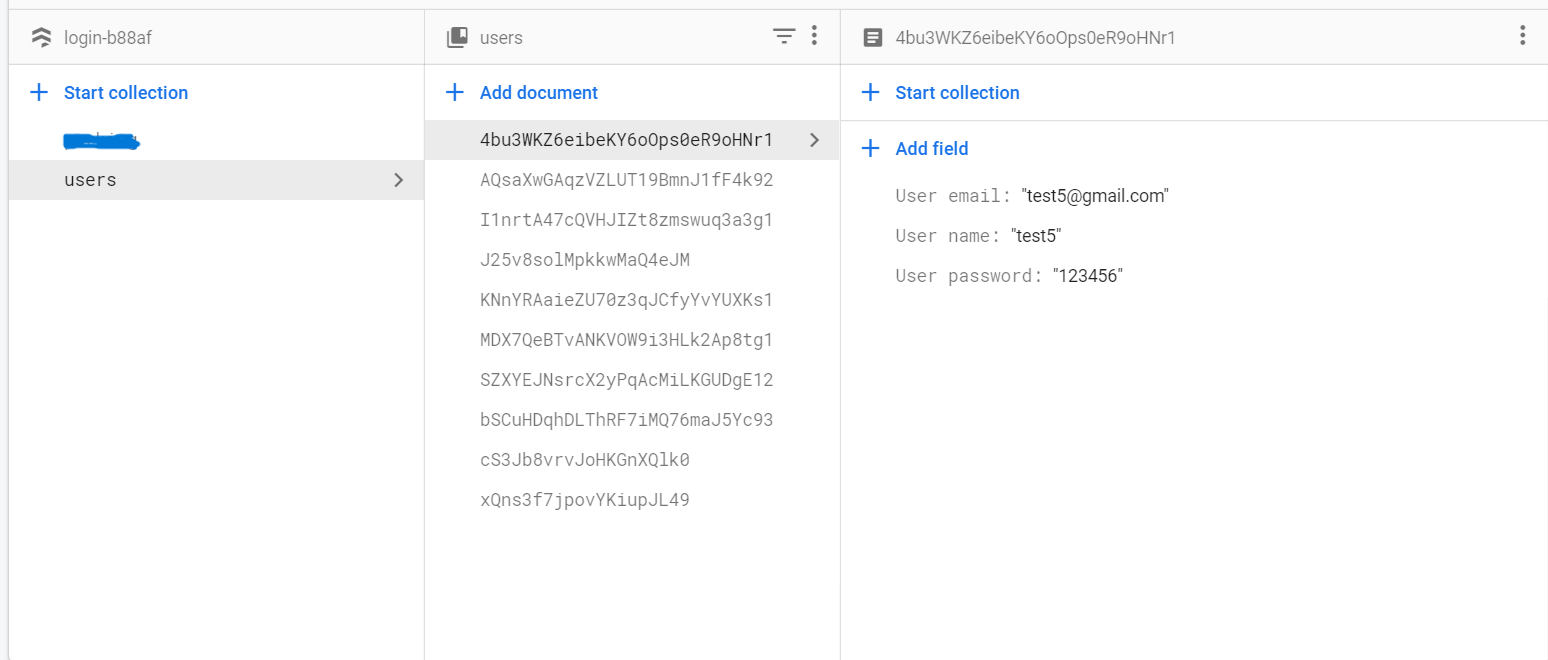 login-b88af
Start collection
users
users
Add document
4bu3WKZ6eibeKY6oOps0eR9oHNr1
AQsaXwGAqzVZLUT19BmnJ1fF4k92
I1nrtA47cQVHJIZt8zmswuq3a3g1
J25v8solMpkkwMaQ4eJM
KNnYRAaieZU70z3qJCfyYvYUXKs1
MDX7QeBTvANKVOW9i3HLk2Ap8tg1
SZXYEJNsrcX2yPqAcMiLKGUDgE12
bSCuHDqhDLThRF7iMQ76maJ5Yc93
cS3Jb8vrvJoHKGnXQlk0
xQns3f7jpovYKiupJL49
4bu3WKZ6eibeKY6oOps0eR9oHNr1
Start collection
Add field
User email: "test5@gmail.com"
User name: "test5"
User password: "123456"